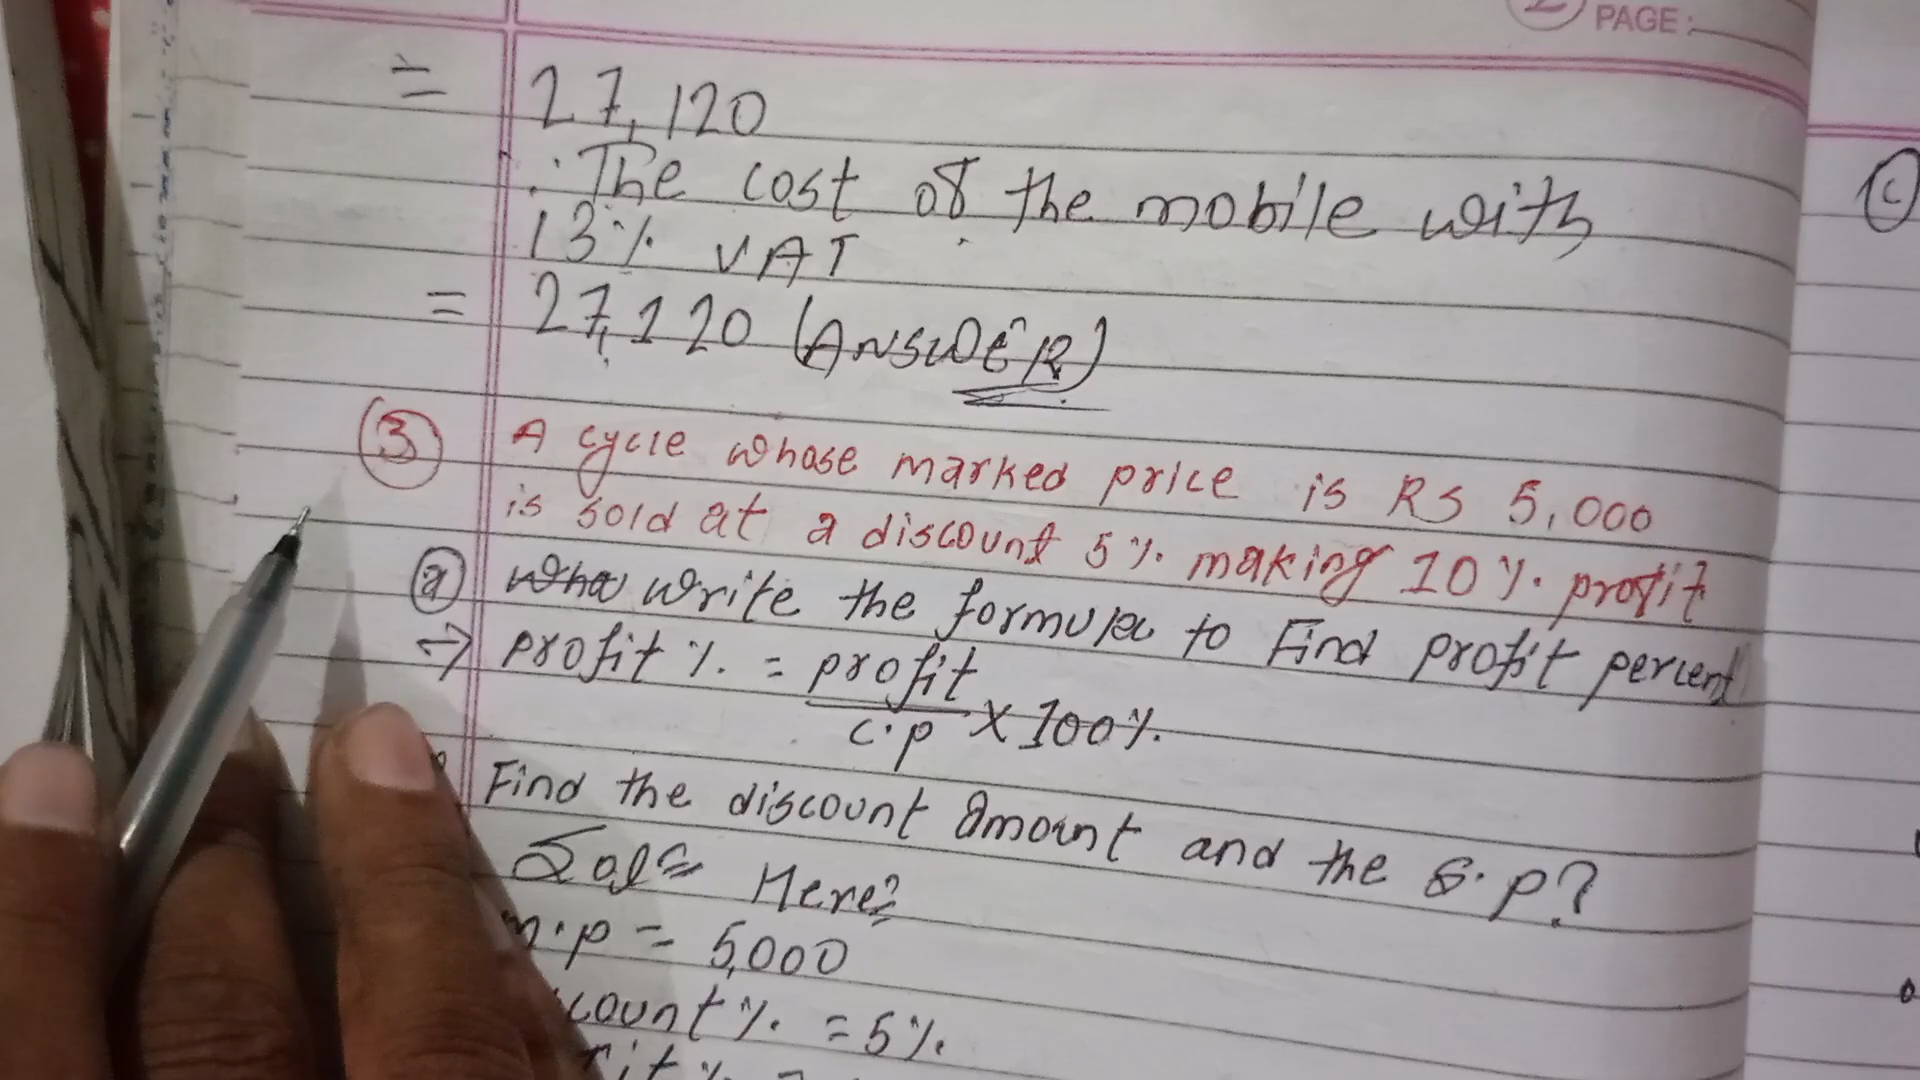 PAGE:
= 27,120
∴ The cost of the mobile with
13% VAT
= 27,120 (ANSWER)
③ A cycle whose marked price is RS 5,000
is sold at a discount 5% making 10% profit
ⓐ write the formula to Find profit percent
⇒ profit % = profit
c.p × 100%.
Find the discount Amount and the S.p?
Sol= Here,
m.p = 5,000
count % = 5%.